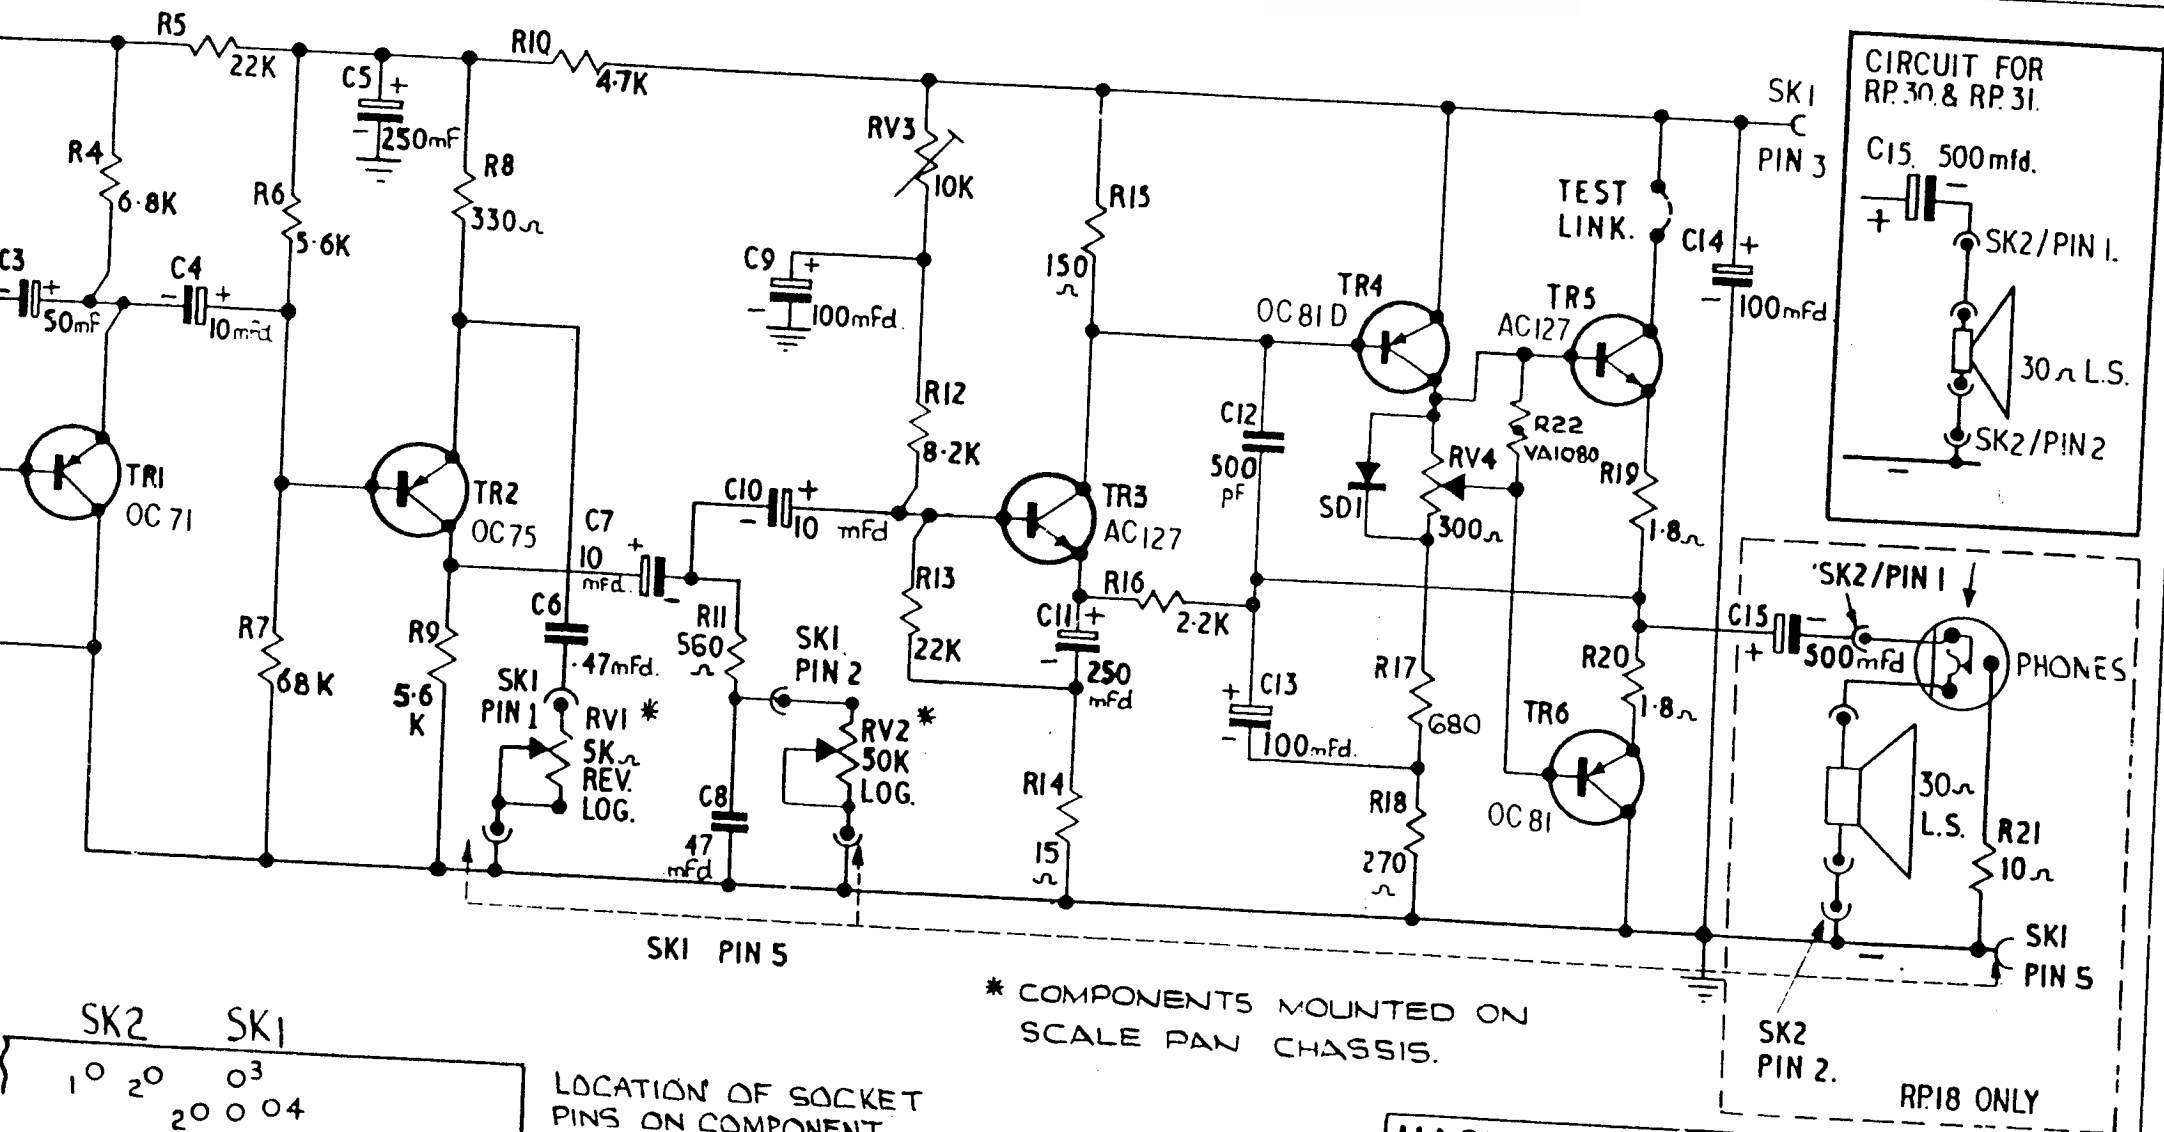 R5
22K
R10
4.7K
C5
+
-
250mF
R4
6.8K
R6
5.6K
R8
330Ω
RV3
10K
R15
150
Ω
SK1
PIN 3
CIRCUIT FOR
RP.30.& RP.31.
C15. 500mfd.
-
+
SK2/PIN 1.
30Ω L.S.
SK2/PIN 2
-
TEST
LINK.
C14 +
-
100mfd.
C3
-
+
50mF
C4
-
+
10mfd
C9
+
-
100mfd.
TR4
OC81D
TR5
AC127
R12
8.2K
C12
500
pF
R22
VA1080
RV4
300Ω
SD1
R19
1.8Ω
TR1
OC71
TR2
OC75
C7
10
mfd.
+
-
C10
+
-
10 mfd
TR3
AC127
R13
22K
R16
2.2K
C11
+
-
250
mfd
'SK2/PIN 1
C15
-
+
500mfd
PHONES
R7
68K
R9
5.6
K
C6
.47mfd.
SK1
PIN 1
RV1 *
5KΩ
REV.
LOG.
R11
560
Ω
SK1.
PIN 2
RV2 *
50K
LOG.
C8
47
mfd
R14
15
Ω
C13
+
-
100mfd.
R17
680
R18
270
Ω
R20
1.8Ω
TR6
OC81
30Ω
L.S.
R21
10Ω
SK1 PIN 5
SK1
PIN 5
-
* COMPONENTS MOUNTED ON
SCALE PAN CHASSIS.
SK2
PIN 2.
RP.18 ONLY
SK2 SK1
1 2 3
2 4
LOCATION OF SOCKET
PINS ON COMPONENT